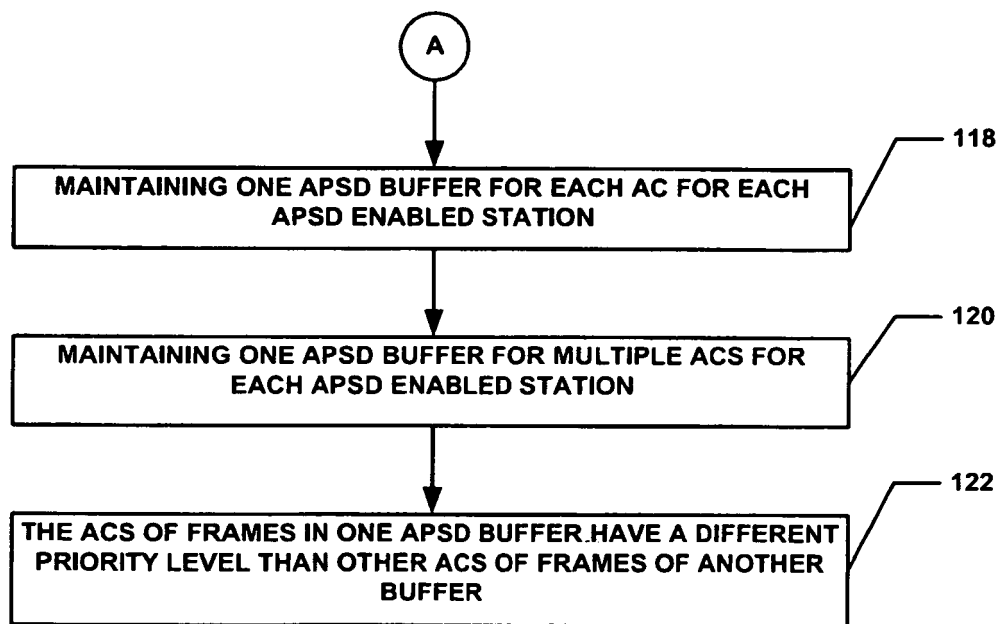 A
118
MAINTAINING ONE APSD BUFFER FOR EACH AC FOR EACH
APSD ENABLED STATION
120
MAINTAINING ONE APSD BUFFER FOR MULTIPLE ACS FOR
EACH APSD ENABLED STATION
122
THE ACS OF FRAMES IN ONE APSD BUFFER.HAVE A DIFFERENT
PRIORITY LEVEL THAN OTHER ACS OF FRAMES OF ANOTHER
BUFFER